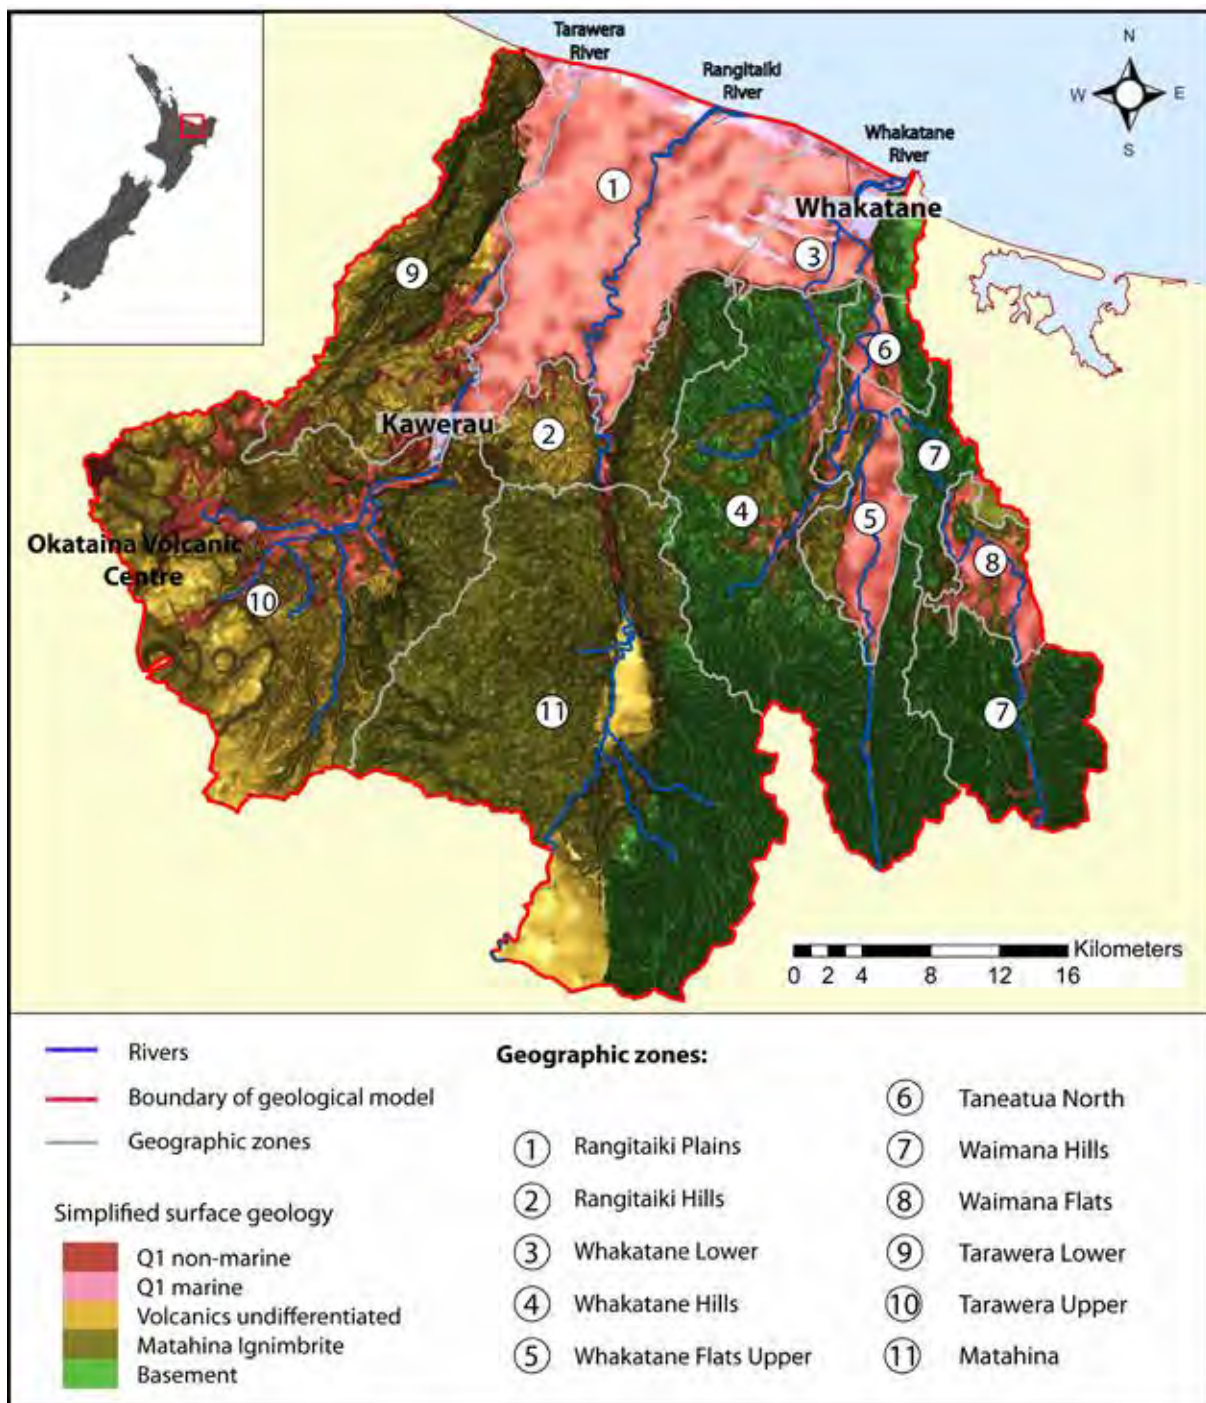 Tarawera
River
Rangitaiki
River
Whakatane
River
N
W
E
S
1
Whakatane
3
9
6
Kawerau
2
7
4
5
Okataina Volcanic
Centre
8
10
11
7
Kilometers
0 2 4 8 12 16
Rivers
Boundary of geological model
Geographic zones
Simplified surface geology
Q1 non-marine
Q1 marine
Volcanics undifferentiated
Matahina Ignimbrite
Basement
Geographic zones:
1 Rangitaiki Plains
2 Rangitaiki Hills
3 Whakatane Lower
4 Whakatane Hills
5 Whakatane Flats Upper
6 Taneatua North
7 Waimana Hills
8 Waimana Flats
9 Tarawera Lower
10 Tarawera Upper
11 Matahina